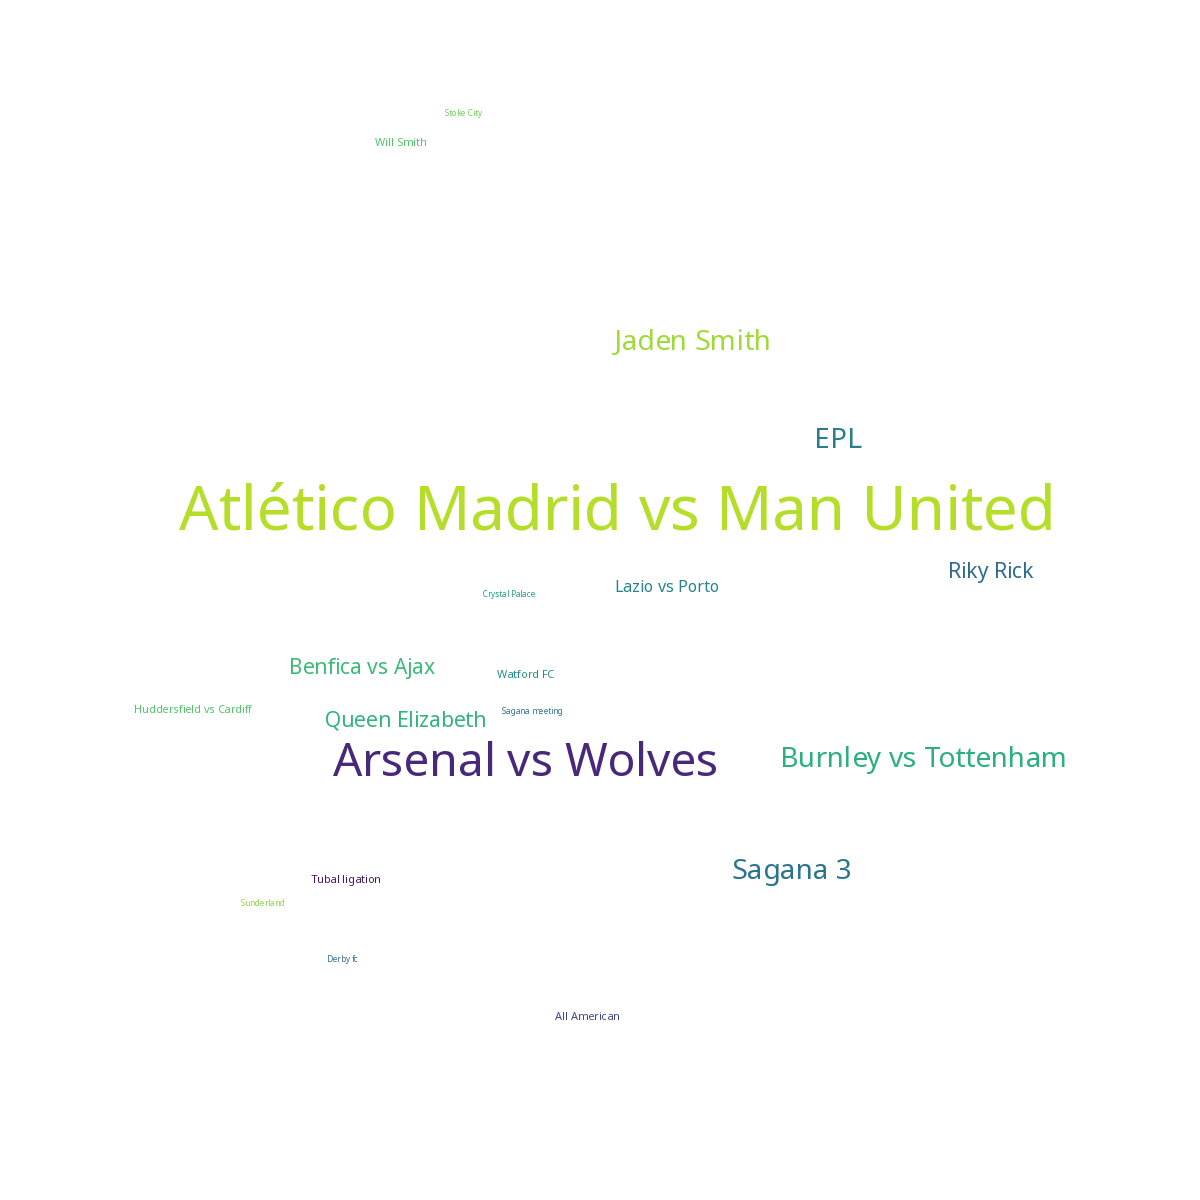 Stoke City
Will Smith
Jaden Smith
EPL
Atlético Madrid vs Man United
Riky Rick
Lazio vs Porto
Crystal Palace
Benfica vs Ajax
Watford FC
Huddersfield vs Cardiff
Sagana meeting
Queen Elizabeth
Arsenal vs Wolves
Burnley vs Tottenham
Sagana 3
Tubal ligation
Sunderland
Derby fc
All American